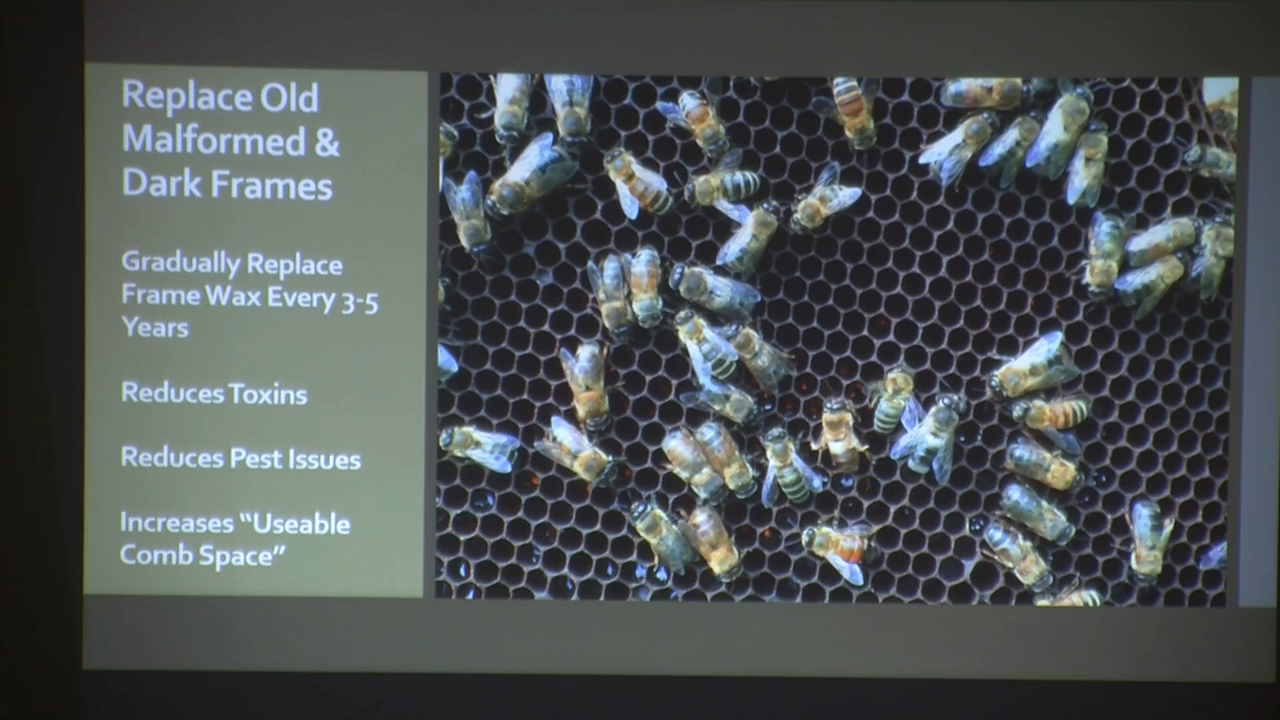 Replace Old
Malformed &
Dark Frames
Gradually Replace
Frame Wax Every 3-5
Years
Reduces Toxins
Reduces Pest Issues
Increases “Useable
Comb Space”